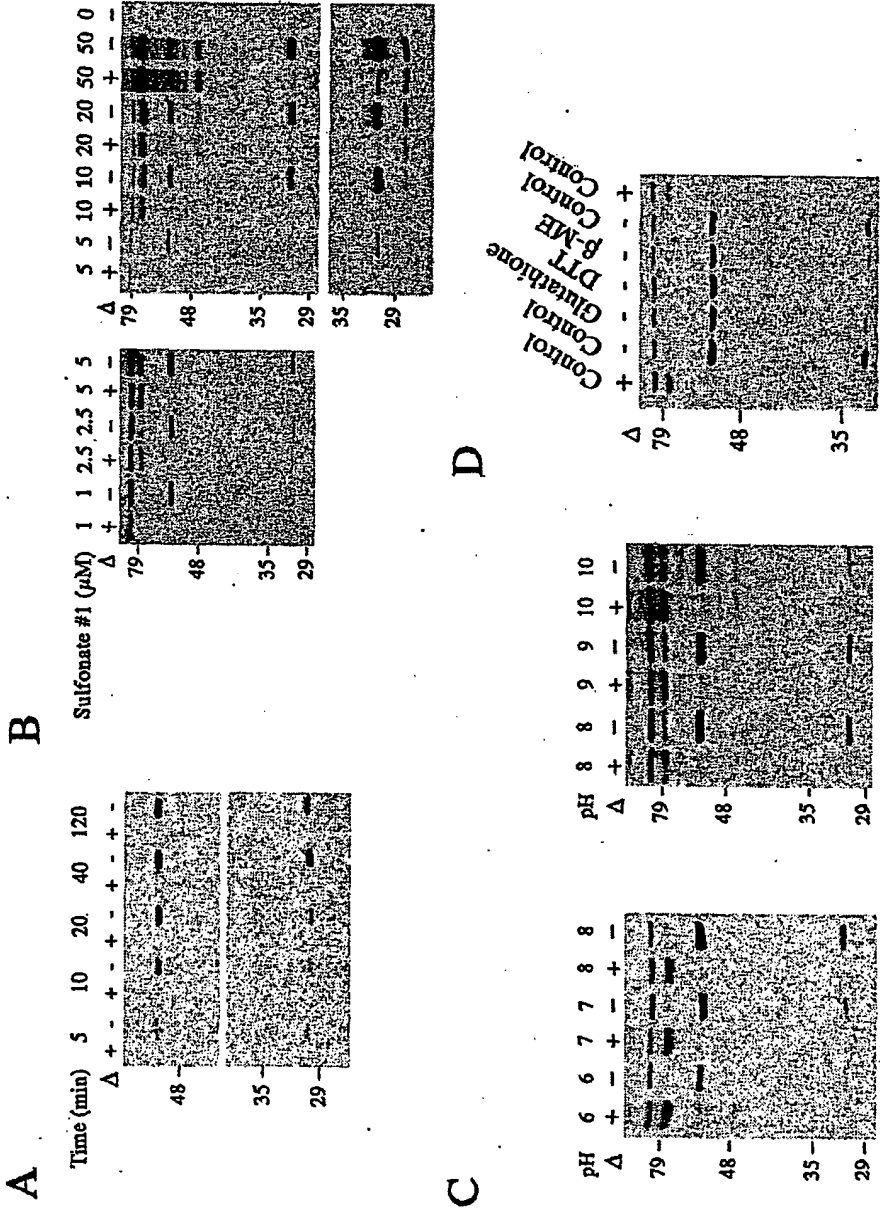 A
Time (min) 5 10 20 40 120
Δ + - + - + - + - + -
48
35
29
B
Sulfonate #1 (μM) 1 1 2.5 2.5 5 5
Δ + - + - + -
79
48
35
29
5 5 10 10 20 20 50 50 0
Δ + - + - + - + - -
79
48
35
29
35
29
C
pH 6 6 7 7 8 8
Δ + - + - + -
79
48
35
29
pH 8 8 9 9 10 10
Δ + - + - + -
79
48
35
29
D
Control Control Glutathione DTT β-ME Control Control
Δ + - - - - - +
79
48
35